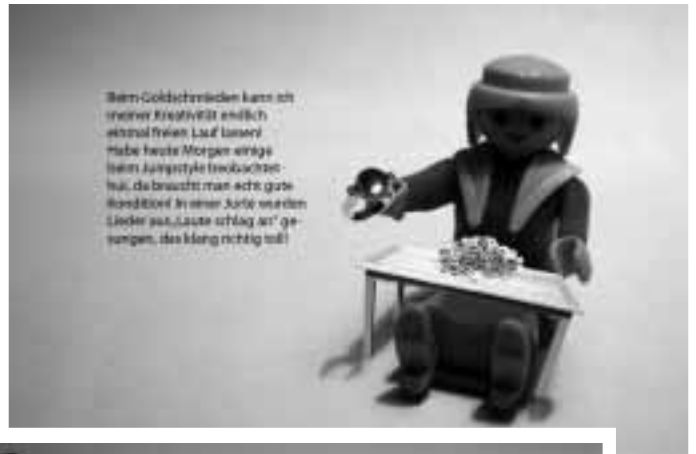 Beim Goldschmieden kann ich
meiner Kreativität endlich
einmal freien Lauf lassen!
Habe heute Morgen einige
beim Jumpstyle beobachtet
hui, da braucht man echt gute
Kondition! In einer Jurte wurden
Lieder aus „Laute schlag an“ ge-
sungen, das klang richtig toll!